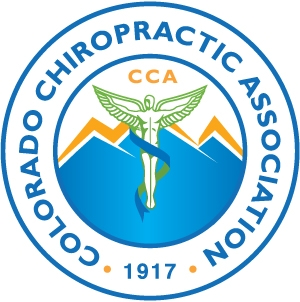 COLORADO CHIROPRACTIC ASSOCIATION
CCA
• 1917 •